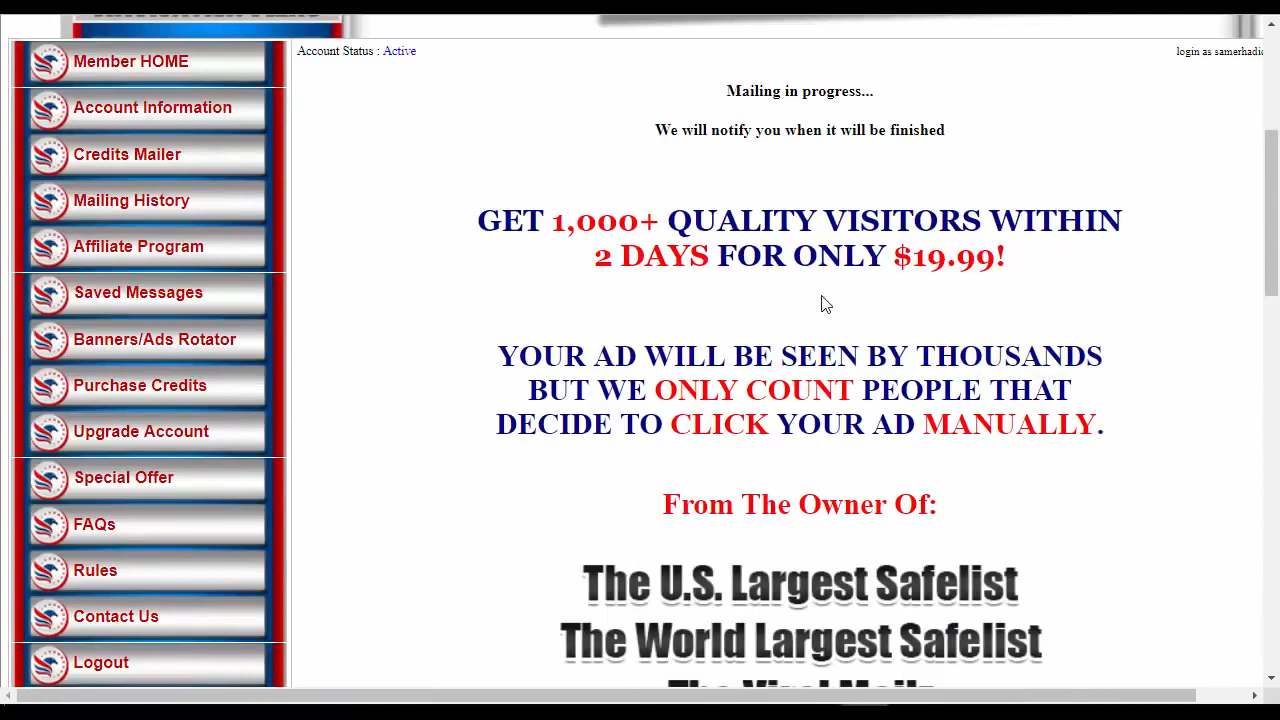 Account Status : Active
login as samerhadi
Member HOME
Account Information
Credits Mailer
Mailing History
Affiliate Program
Saved Messages
Banners/Ads Rotator
Purchase Credits
Upgrade Account
Special Offer
FAQs
Rules
Contact Us
Logout
Mailing in progress...
We will notify you when it will be finished
GET 1,000+ QUALITY VISITORS WITHIN
2 DAYS FOR ONLY $19.99!
YOUR AD WILL BE SEEN BY THOUSANDS
BUT WE ONLY COUNT PEOPLE THAT
DECIDE TO CLICK YOUR AD MANUALLY.
From The Owner Of:
The U.S. Largest Safelist
The World Largest Safelist